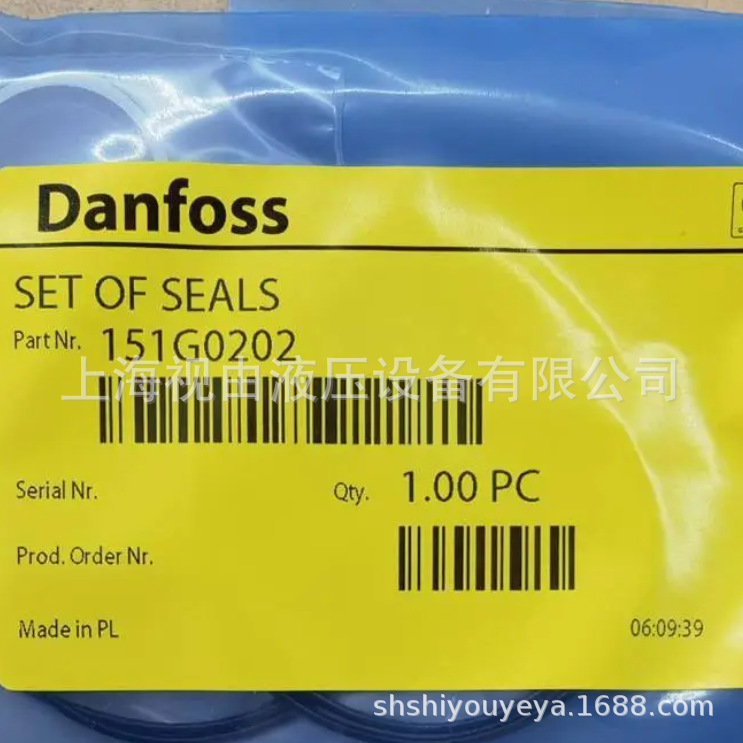 Danfoss
SET OF SEALS
Part Nr. 151G0202
上海视由液压设备有限公司
Serial Nr.
Qty. 1.00 PC
Prod. Order Nr.
Made in PL
06:09:39
shshiyouyeya.1688.com